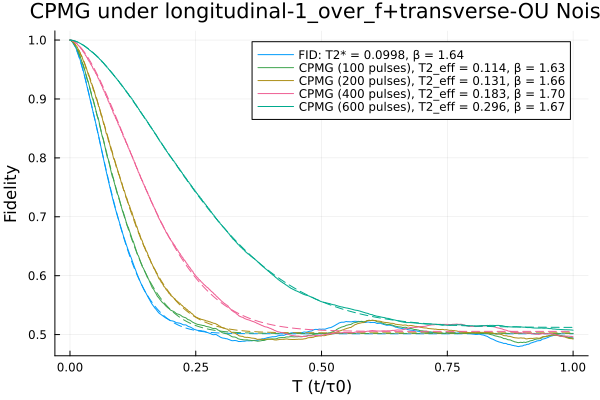 CPMG under longitudinal-1_over_f+transverse-OU Nois
1.0
0.9
0.8
0.7
0.6
0.5
Fidelity
FID: T2* = 0.0998, β = 1.64
CPMG (100 pulses), T2_eff = 0.114, β = 1.63
CPMG (200 pulses), T2_eff = 0.131, β = 1.66
CPMG (400 pulses), T2_eff = 0.183, β = 1.70
CPMG (600 pulses), T2_eff = 0.296, β = 1.67
0.00 0.25 0.50 0.75 1.00
T (t/τ0)